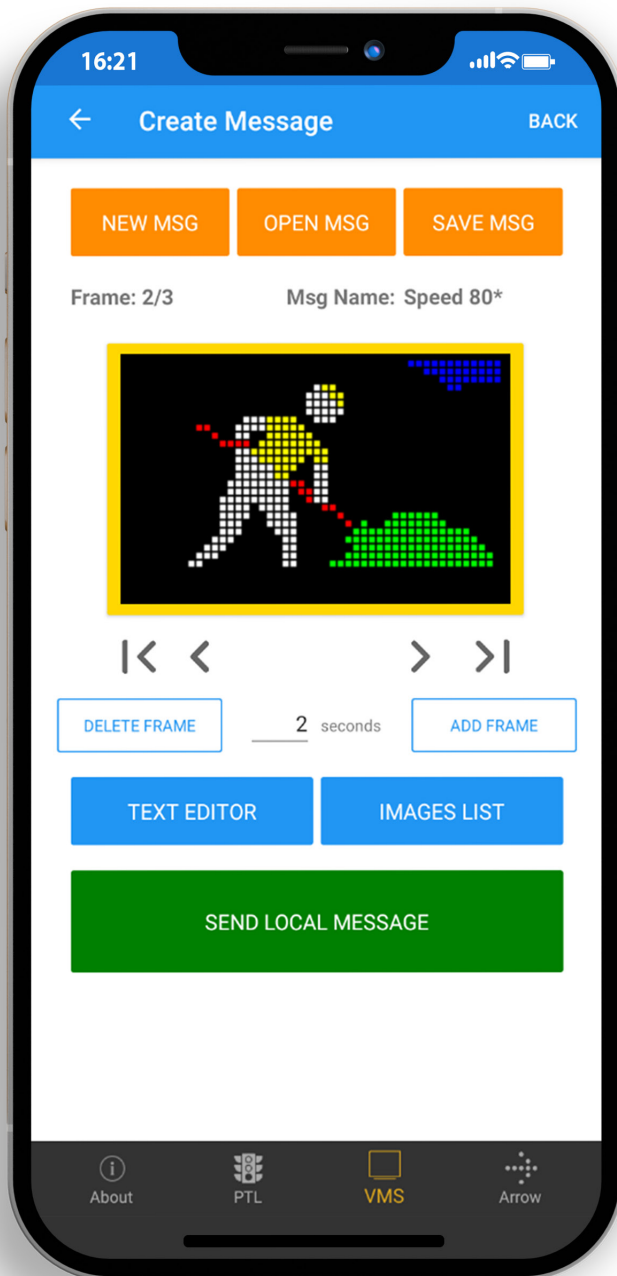 16:21
Create Message BACK
NEW MSG OPEN MSG SAVE MSG
Frame: 2/3 Msg Name: Speed 80*
DELETE FRAME 2 seconds ADD FRAME
TEXT EDITOR IMAGES LIST
SEND LOCAL MESSAGE
About PTL VMS Arrow